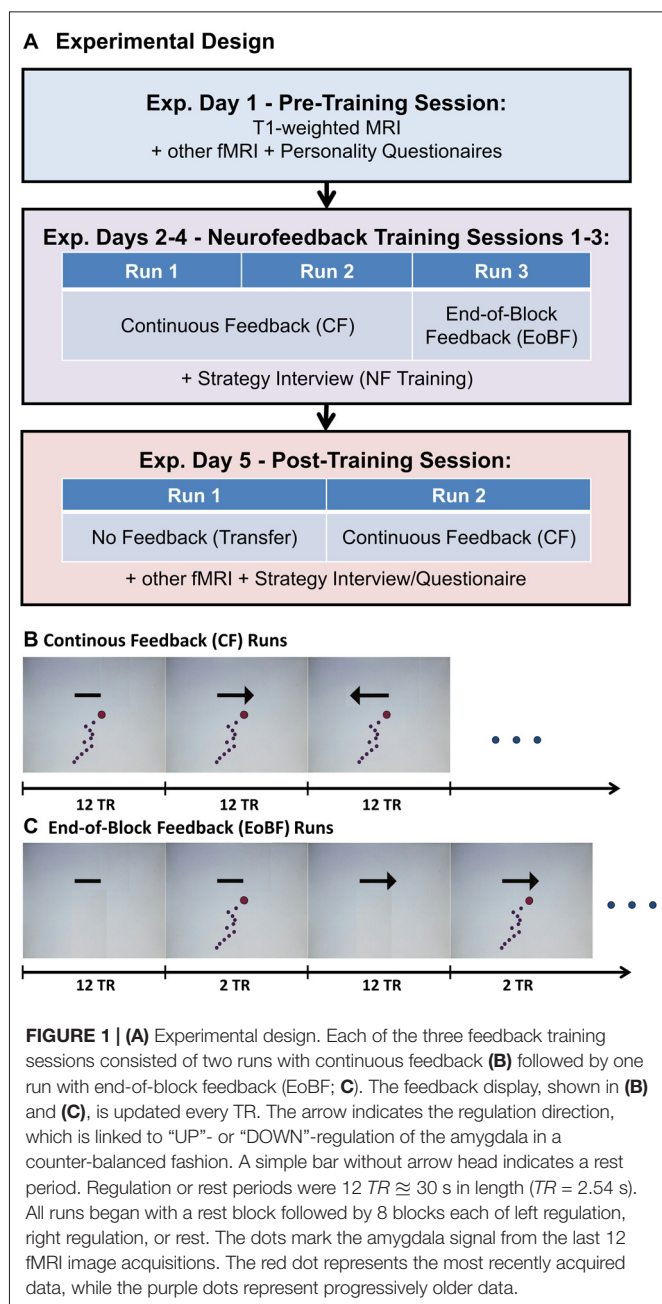 A Experimental Design
Exp. Day 1 - Pre-Training Session:
T1-weighted MRI
+ other fMRI + Personality Questionaires
Exp. Days 2-4 - Neurofeedback Training Sessions 1-3:
Run 1 Run 2 Run 3
Continuous Feedback (CF) End-of-Block
Feedback (EoBF)
+ Strategy Interview (NF Training)
Exp. Day 5 - Post-Training Session:
Run 1 Run 2
No Feedback (Transfer) Continuous Feedback (CF)
+ other fMRI + Strategy Interview/Questionaire
B Continous Feedback (CF) Runs
12 TR 12 TR 12 TR
C End-of-Block Feedback (EoBF) Runs
12 TR 2 TR 12 TR 2 TR
FIGURE 1 | (A) Experimental design. Each of the three feedback training
sessions consisted of two runs with continuous feedback (B) followed by one
run with end-of-block feedback (EoBF; C). The feedback display, shown in (B)
and (C), is updated every TR. The arrow indicates the regulation direction,
which is linked to “UP”- or “DOWN”-regulation of the amygdala in a
counter-balanced fashion. A simple bar without arrow head indicates a rest
period. Regulation or rest periods were 12 TR ≊ 30 s in length (TR = 2.54 s).
All runs began with a rest block followed by 8 blocks each of left regulation,
right regulation, or rest. The dots mark the amygdala signal from the last 12
fMRI image acquisitions. The red dot represents the most recently acquired
data, while the purple dots represent progressively older data.